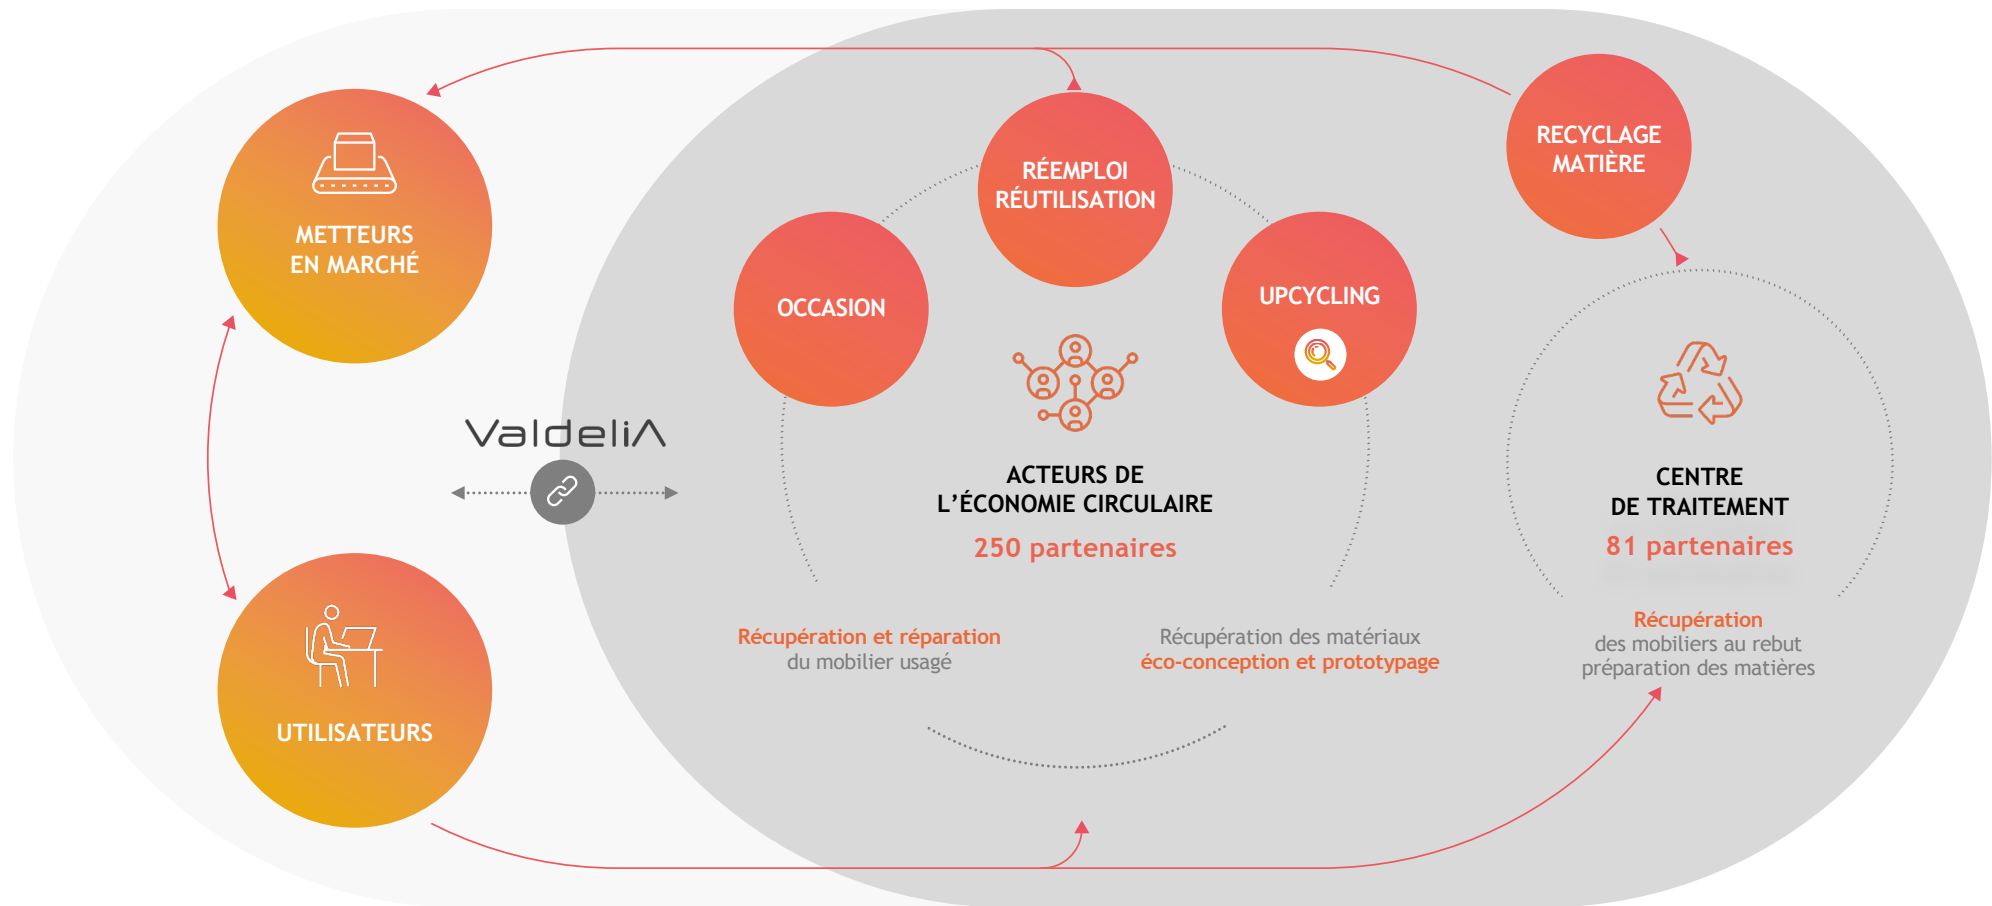 METTEURS
EN MARCHÉ
UTILISATEURS
ValdeliA
OCCASION
RÉEMPLOI
RÉUTILISATION
UPCYCLING
ACTEURS DE
L’ÉCONOMIE CIRCULAIRE
250 partenaires
Récupération et réparation
du mobilier usagé
Récupération des matériaux
éco-conception et prototypage
RECYCLAGE
MATIÈRE
CENTRE
DE TRAITEMENT
81 partenaires
Récupération
des mobiliers au rebut
préparation des matières